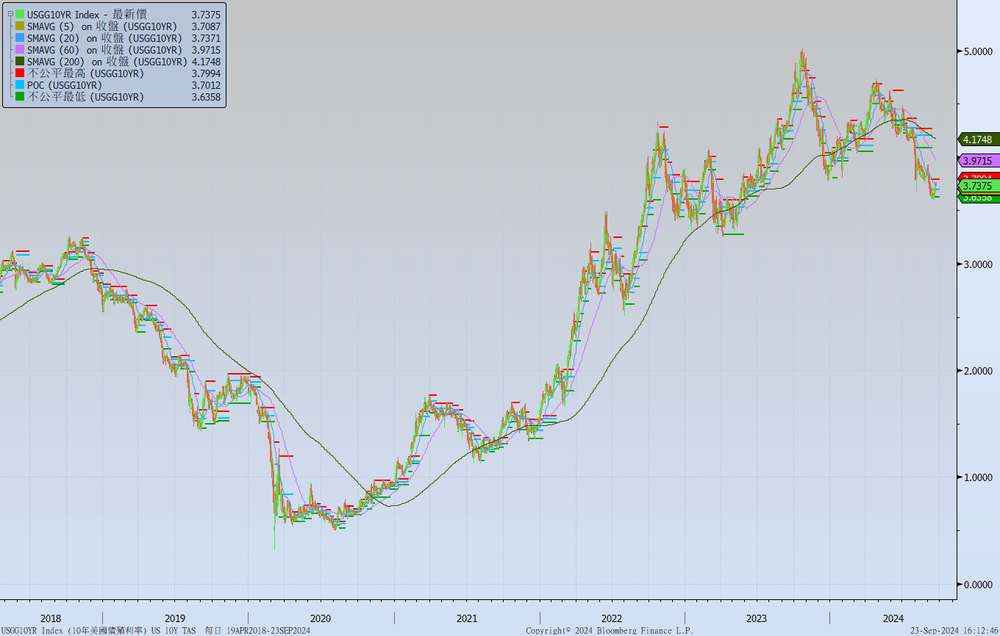 USGG10YR Index - 最新價 3.7375
SMAVG (5) on 收盤 (USGG10YR) 3.7087
SMAVG (20) on 收盤 (USGG10YR) 3.7371
SMAVG (60) on 收盤 (USGG10YR) 3.9715
SMAVG (200) on 收盤 (USGG10YR) 4.1748
不公平最高 (USGG10YR) 3.7994
POC (USGG10YR) 3.7012
不公平最低 (USGG10YR) 3.6358
5.0000
4.1748
3.9715
3.7994
3.7375
3.6358
3.0000
2.0000
1.0000
0.0000
2018 2019 2020 2021 2022 2023 2024
USGG10YR Index (10年美國債殖利率) US 10Y TAS 每日 19APR2018-23SEP2024 Copyright© 2024 Bloomberg Finance L.P. 23-Sep-2024 16:12:46